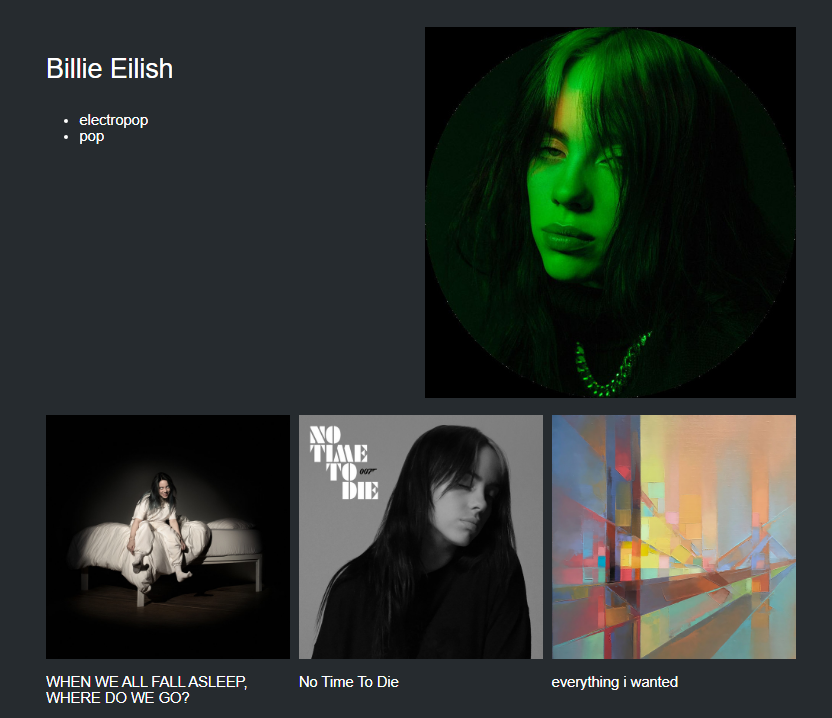 Billie Eilish
electropop
pop
NO
TIME
TO 007
DIE
WHEN WE ALL FALL ASLEEP,
WHERE DO WE GO?
No Time To Die
everything i wanted